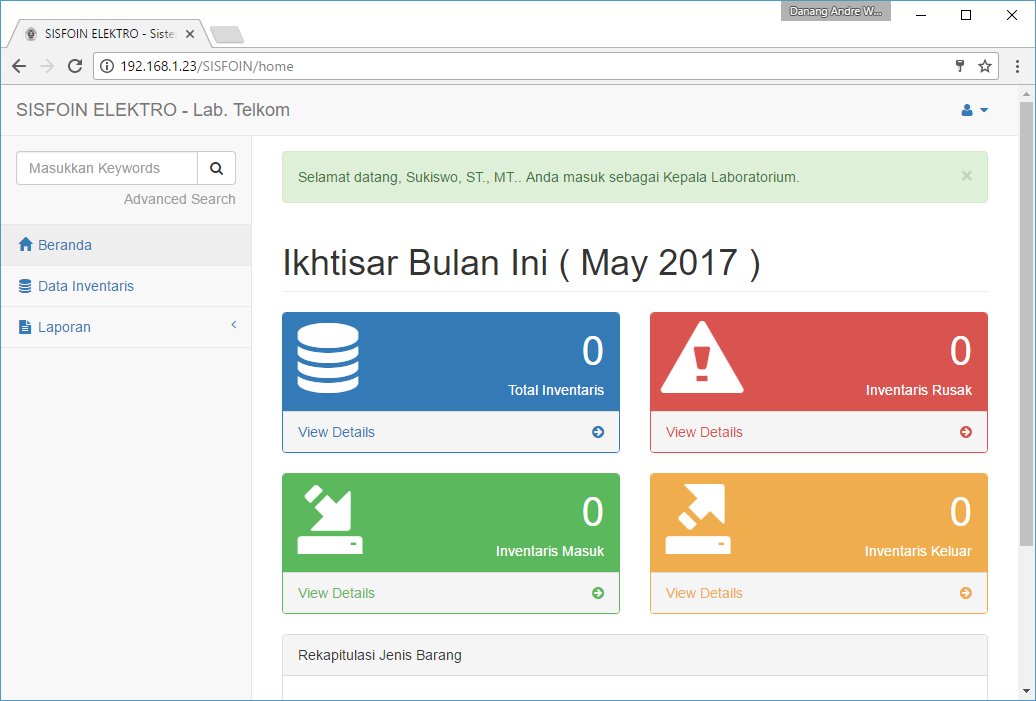 Danang Andre W...
SISFOIN ELEKTRO - Siste
192.168.1.23/SISFOIN/home
SISFOIN ELEKTRO - Lab. Telkom
Masukkan Keywords
Advanced Search
Beranda
Data Inventaris
Laporan
Selamat datang, Sukiswo, ST., MT.. Anda masuk sebagai Kepala Laboratorium.
×
Ikhtisar Bulan Ini ( May 2017 )
0
Total Inventaris
View Details
0
Inventaris Rusak
View Details
0
Inventaris Masuk
View Details
0
Inventaris Keluar
View Details
Rekapitulasi Jenis Barang